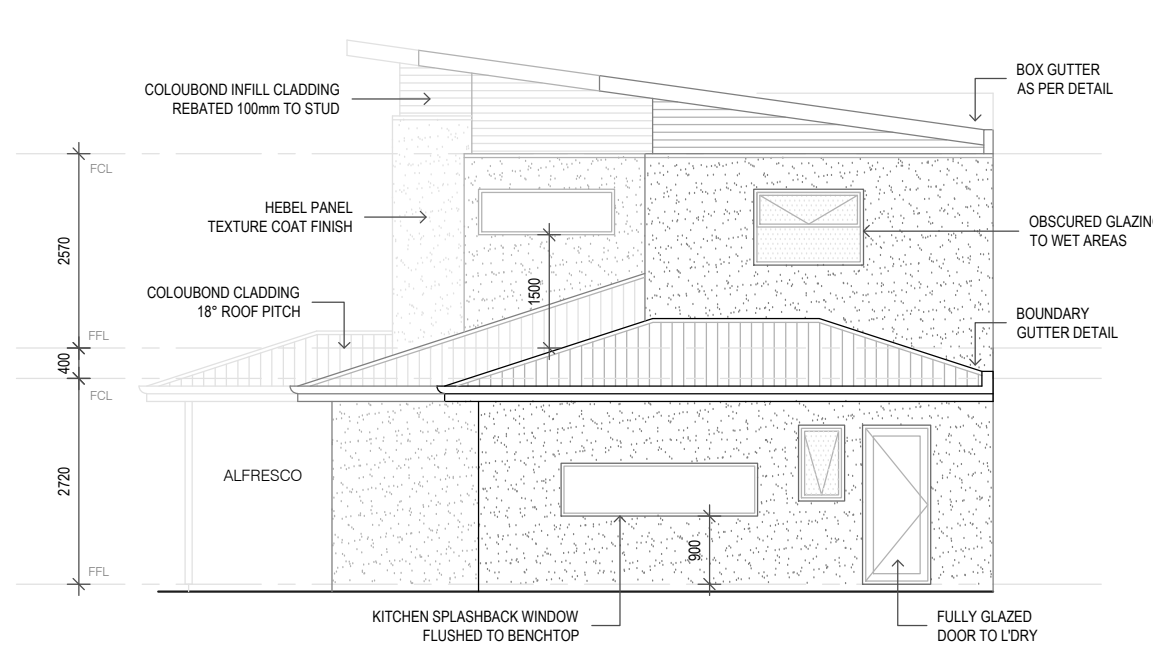 BOX GUTTER
AS PER DETAIL
COLOUBOND INFILL CLADDING
REBATED 100mm TO STUD
FCL
HEBEL PANEL
TEXTURE COAT FINISH
OBSCURED GLAZING
TO WET AREAS
2570
1500
COLOUBOND CLADDING
18° ROOF PITCH
BOUNDARY
GUTTER DETAIL
FFL
400
FCL
2720
ALFRESCO
900
FFL
KITCHEN SPLASHBACK WINDOW
FLUSHED TO BENCHTOP
FULLY GLAZED
DOOR TO L'DRY